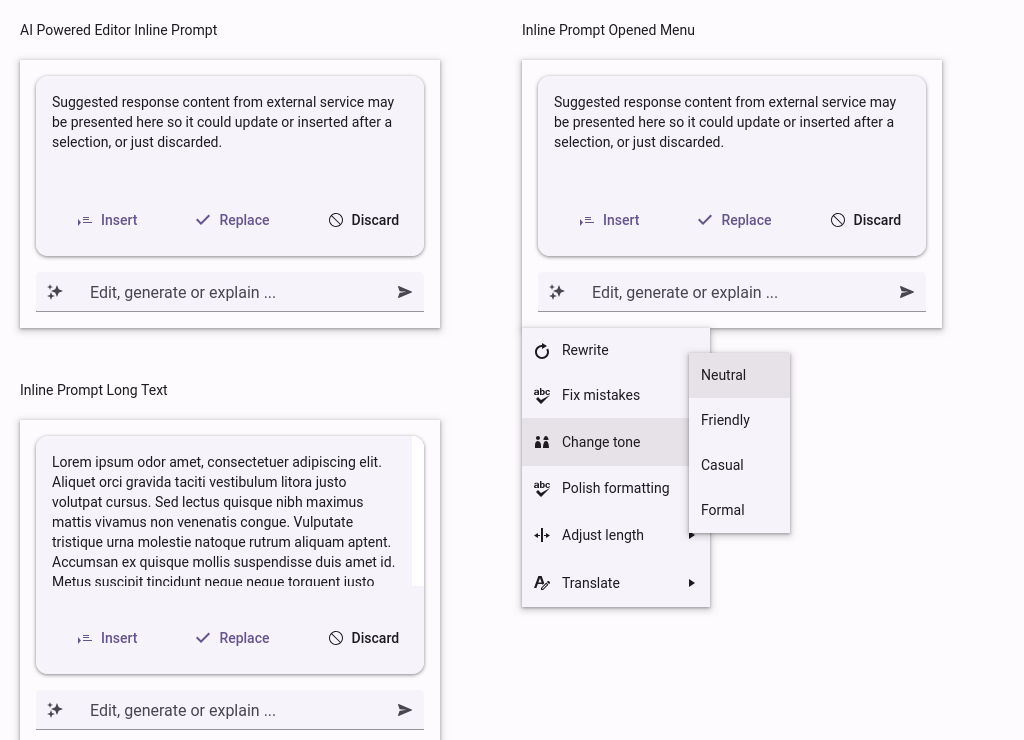 AI Powered Editor Inline Prompt
Suggested response content from external service may
be presented here so it could update or inserted after a
selection, or just discarded.
Insert
Replace
Discard
Edit, generate or explain ...
Inline Prompt Opened Menu
Suggested response content from external service may
be presented here so it could update or inserted after a
selection, or just discarded.
Insert
Replace
Discard
Edit, generate or explain ...
Rewrite
abc
Fix mistakes
Change tone
abc
Polish formatting
Adjust length
Translate
Neutral
Friendly
Casual
Formal
Inline Prompt Long Text
Lorem ipsum odor amet, consectetuer adipiscing elit.
Aliquet orci gravida taciti vestibulum litora justo
volutpat cursus. Sed lectus quisque nibh maximus
mattis vivamus non venenatis congue. Vulputate
tristique urna molestie natoque rutrum aliquam aptent.
Accumsan ex quisque mollis suspendisse duis amet id.
Metus suscipit tincidunt neque neque torquent justo
Insert
Replace
Discard
Edit, generate or explain ...